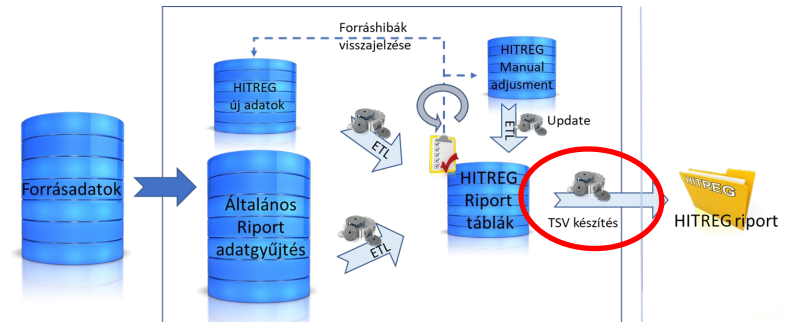 Forráshibák
visszajelzése
HITREG
Manual
adjusment
HITREG
új adatok
ETL
ETL
Update
Forrásadatok
Általános
Riport
adatgyűjtés
ETL
HITREG
Riport
táblák
TSV készítés
HITREG
HITREG riport